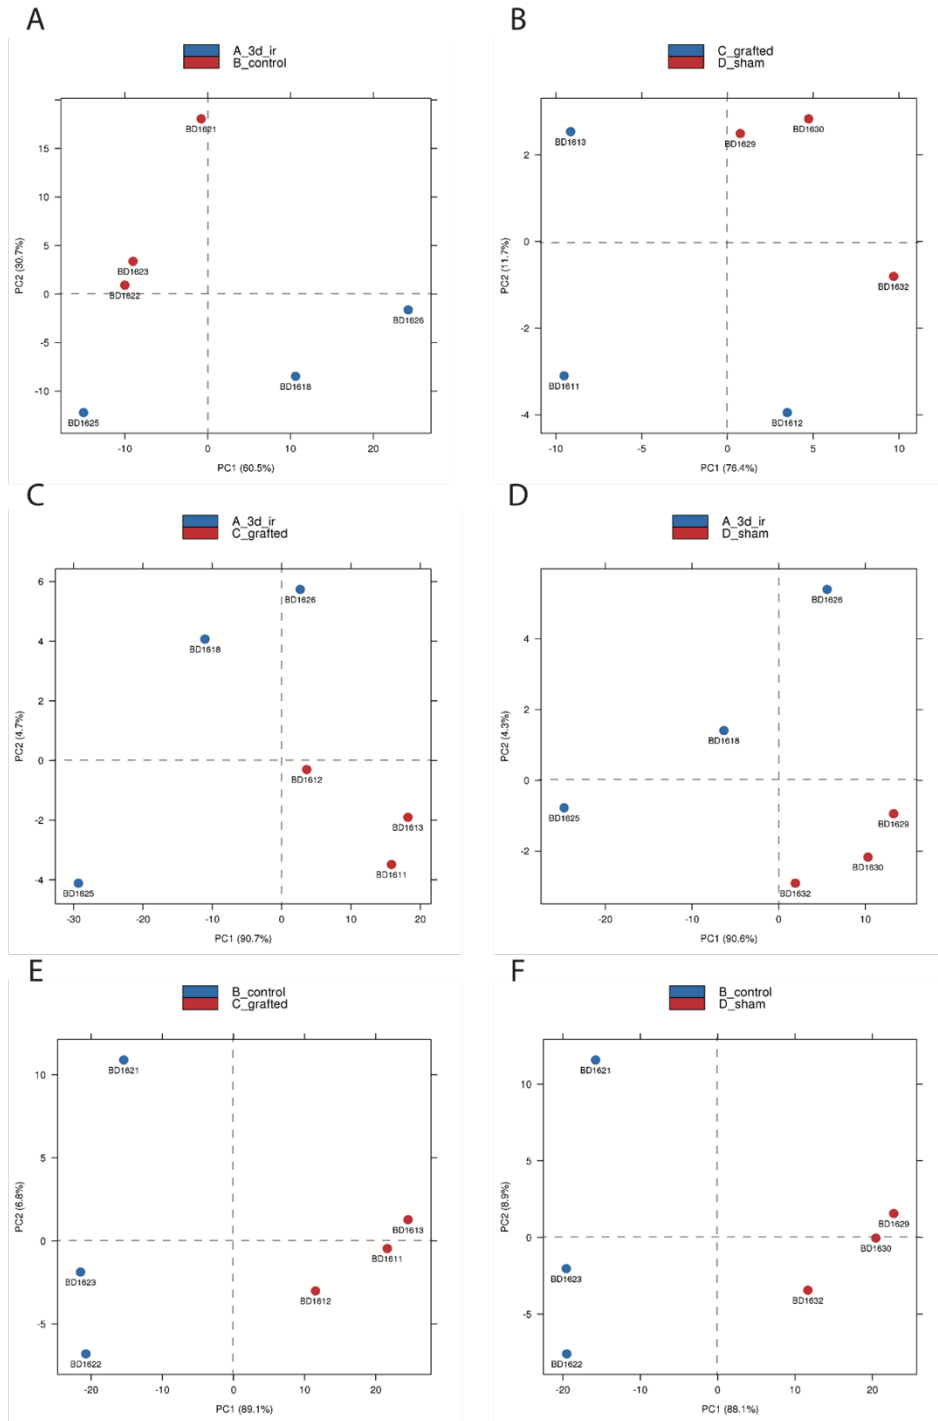 A
A_3d_ir
B_control
15
10
5
0
-5
-10
-10
0
10
20
PC2 (30.7%)
PC1 (60.5%)
BD1621
BD1623
BD1622
BD1626
BD1618
BD1625
B
C_grafted
D_sham
2
0
-2
-4
-10
-5
0
5
10
PC2 (11.7%)
PC1 (76.4%)
BD1613
BD1629
BD1630
BD1632
BD1611
BD1612
C
A_3d_ir
C_grafted
6
4
2
0
-2
-4
-30
-20
-10
0
10
20
PC2 (4.7%)
PC1 (90.7%)
BD1626
BD1618
BD1612
BD1613
BD1611
BD1625
D
A_3d_ir
D_sham
4
2
0
-2
-20
-10
0
10
PC2 (4.3%)
PC1 (90.6%)
BD1626
BD1618
BD1625
BD1629
BD1630
BD1632
E
B_control
C_grafted
10
5
0
-5
-20
-10
0
10
20
PC2 (6.8%)
PC1 (89.1%)
BD1621
BD1613
BD1611
BD1623
BD1612
BD1622
F
B_control
D_sham
10
5
0
-5
-20
-10
0
10
20
PC2 (8.9%)
PC1 (88.1%)
BD1621
BD1629
BD1630
BD1623
BD1632
BD1622